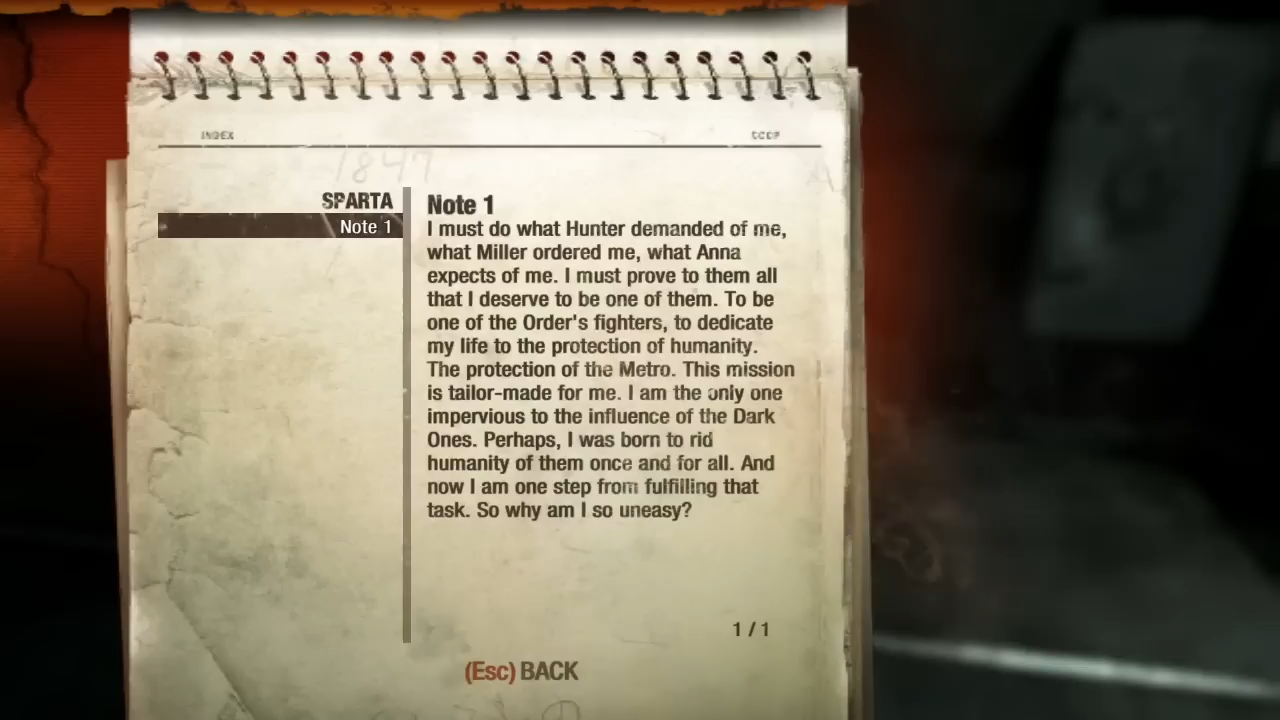 INDEX
CCCP
1847
SPARTA
Note 1
Note 1
I must do what Hunter demanded of me,
what Miller ordered me, what Anna
expects of me. I must prove to them all
that I deserve to be one of them. To be
one of the Order's fighters, to dedicate
my life to the protection of humanity.
The protection of the Metro. This mission
is tailor-made for me. I am the only one
impervious to the influence of the Dark
Ones. Perhaps, I was born to rid
humanity of them once and for all. And
now I am one step from fulfilling that
task. So why am I so uneasy?
1 / 1
(Esc) BACK